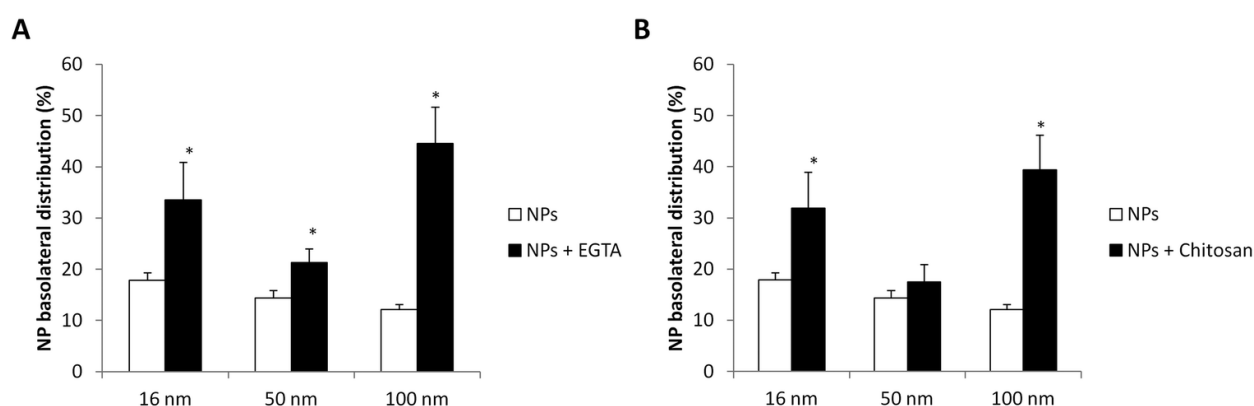 A
NP basolateral distribution (%)
60
50
40
30
20
10
0
*
*
*
16 nm
50 nm
100 nm
NPs
NPs + EGTA
B
NP basolateral distribution (%)
60
50
40
30
20
10
0
*
*
16 nm
50 nm
100 nm
NPs
NPs + Chitosan